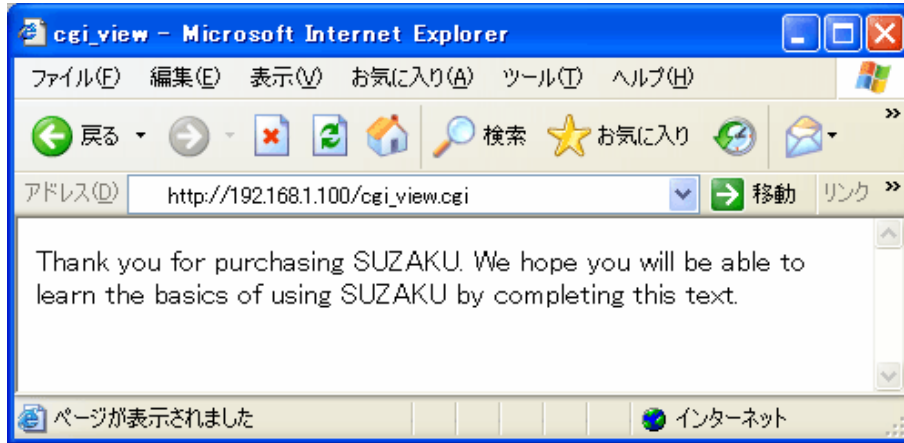 cgi_view - Microsoft Internet Explorer
ファイル(F) 編集(E) 表示(V) お気に入り(A) ツール(T) ヘルプ(H)
戻る 検索 お気に入り »
アドレス(D) http://192.168.1.100/cgi_view.cgi 移動 リンク »
Thank you for purchasing SUZAKU. We hope you will be able to
learn the basics of using SUZAKU by completing this text.
ページが表示されました インターネット